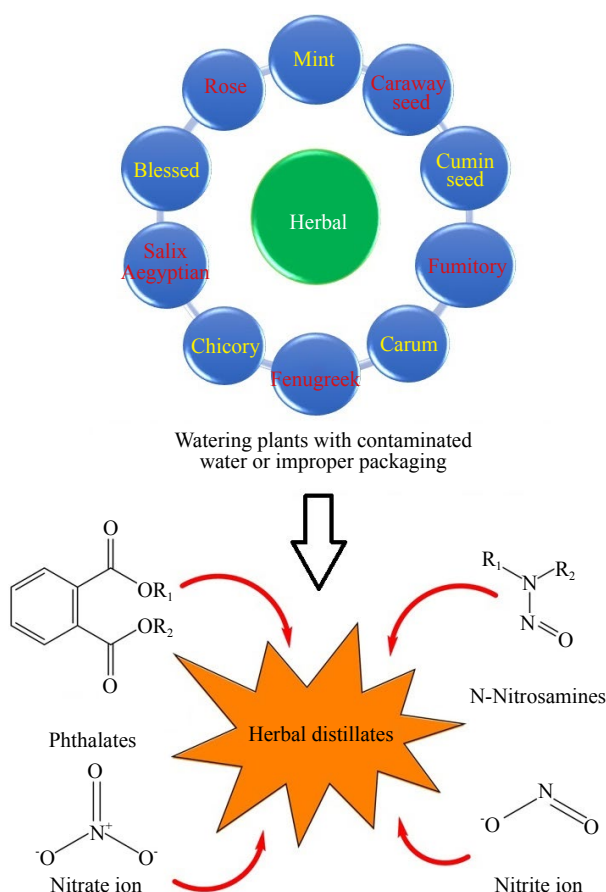 Mint
Rose
Caraway
seed
Blessed
Cumin
seed
Herbal
Salix
Aegyptian
Fumitory
Chicory
Carum
Fenugreek
Watering plants with contaminated
water or improper packaging
O
OR₁
OR₂
O
R₁
R₂
N
N
O
N-Nitrosamines
Herbal distillates
Phthalates
O
N⁺
⁻O
O⁻
Nitrate ion
N
⁻O
O
Nitrite ion